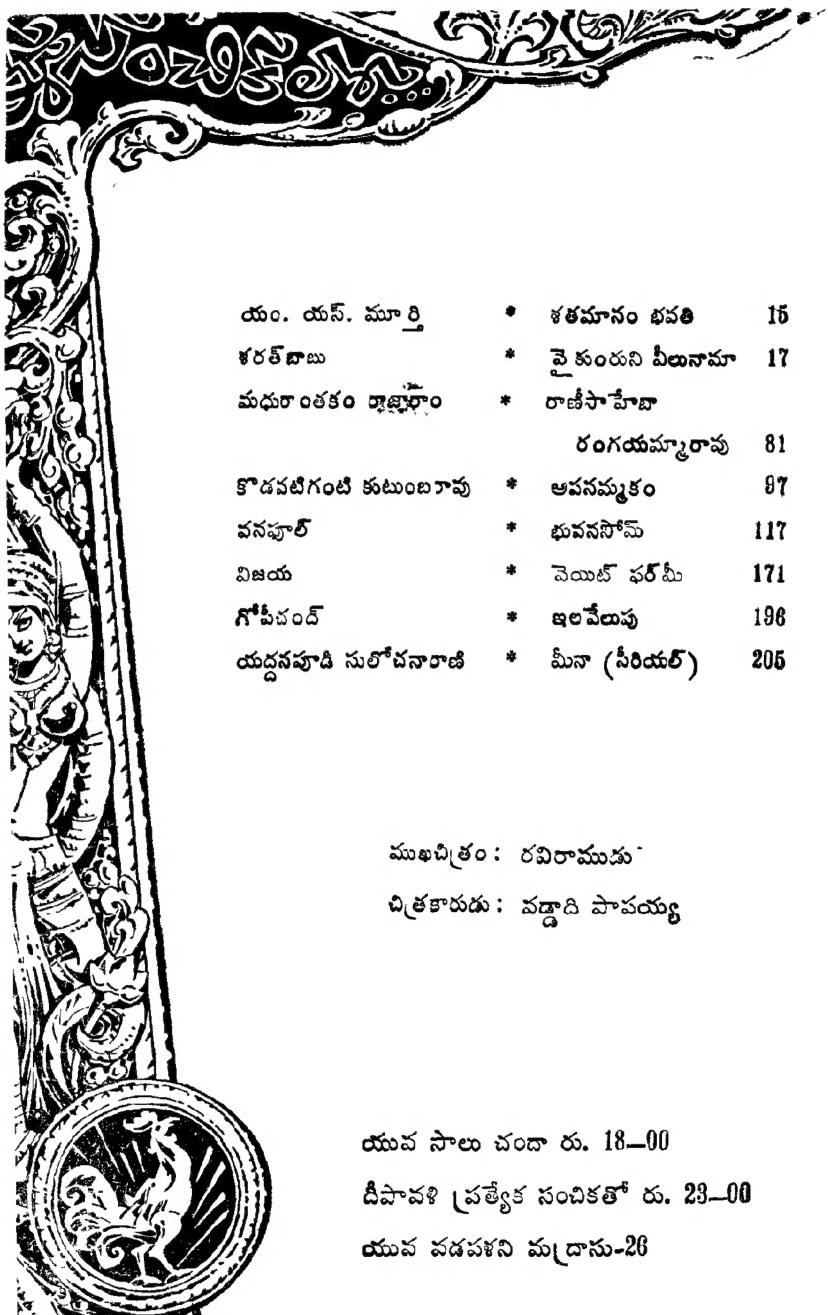 సంచికలో...
యం. యస్. మూర్తి * శతమానం భవతి 15
శరత్‌బాబు * వైకుంఠుని వీలునామా 17
మధురాంతకం రాజారాం * రాణీసాహేబా
రంగయమ్మారావు 81
కొడవటిగంటి కుటుంబరావు * అపనమ్మకం 97
వనఫూల్ * భువనసోమ్ 117
విజయ * వెయిట్ ఫర్‌మీ 171
గోపీచంద్ * ఇలవేలుపు 196
యద్దనపూడి సులోచనారాణి * మీనా (సీరియల్) 205
ముఖచిత్రం : రవిరాముడు
చిత్రకారుడు : వడ్డాది పాపయ్య
యువ సాలు చందా రు. 18—00
దీపావళి ప్రత్యేక సంచికతో రు. 23—00
యువ వడపళని మద్రాసు-26